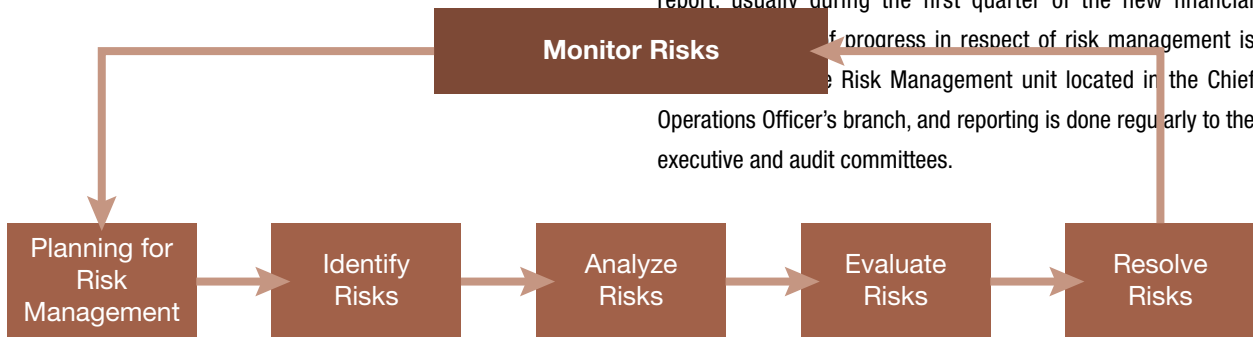 report, usually during the first quarter of the new financial
progress in respect of risk management is
Risk Management unit located in the Chief
Operations Officer's branch, and reporting is done regularly to the
executive and audit committees.
Monitor Risks
Planning for
Risk
Management
Identify
Risks
Analyze
Risks
Evaluate
Risks
Resolve
Risks